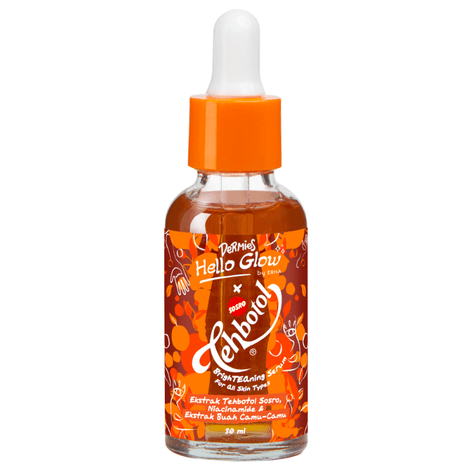 DeRMieS
Hello Glow
by ERHA
+
SOSRO
Tehbotol
®
BrighTEAning Serum
For All Skin Types
Ekstrak Tehbotol Sosro,
Niacinamide &
Ekstrak Buah Camu-Camu
20 ml